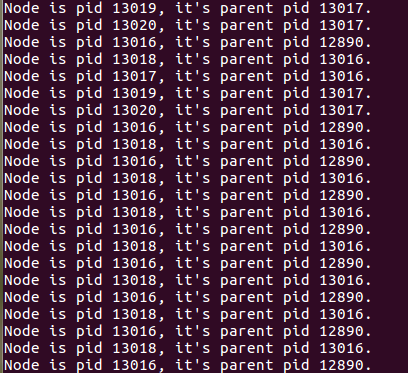 Node is pid 13019, it's parent pid 13017.
Node is pid 13020, it's parent pid 13017.
Node is pid 13016, it's parent pid 12890.
Node is pid 13018, it's parent pid 13016.
Node is pid 13017, it's parent pid 13016.
Node is pid 13019, it's parent pid 13017.
Node is pid 13020, it's parent pid 13017.
Node is pid 13016, it's parent pid 12890.
Node is pid 13018, it's parent pid 13016.
Node is pid 13016, it's parent pid 12890.
Node is pid 13018, it's parent pid 13016.
Node is pid 13016, it's parent pid 12890.
Node is pid 13018, it's parent pid 13016.
Node is pid 13016, it's parent pid 12890.
Node is pid 13018, it's parent pid 13016.
Node is pid 13016, it's parent pid 12890.
Node is pid 13018, it's parent pid 13016.
Node is pid 13016, it's parent pid 12890.
Node is pid 13018, it's parent pid 13016.
Node is pid 13016, it's parent pid 12890.
Node is pid 13018, it's parent pid 13016.
Node is pid 13016, it's parent pid 12890.